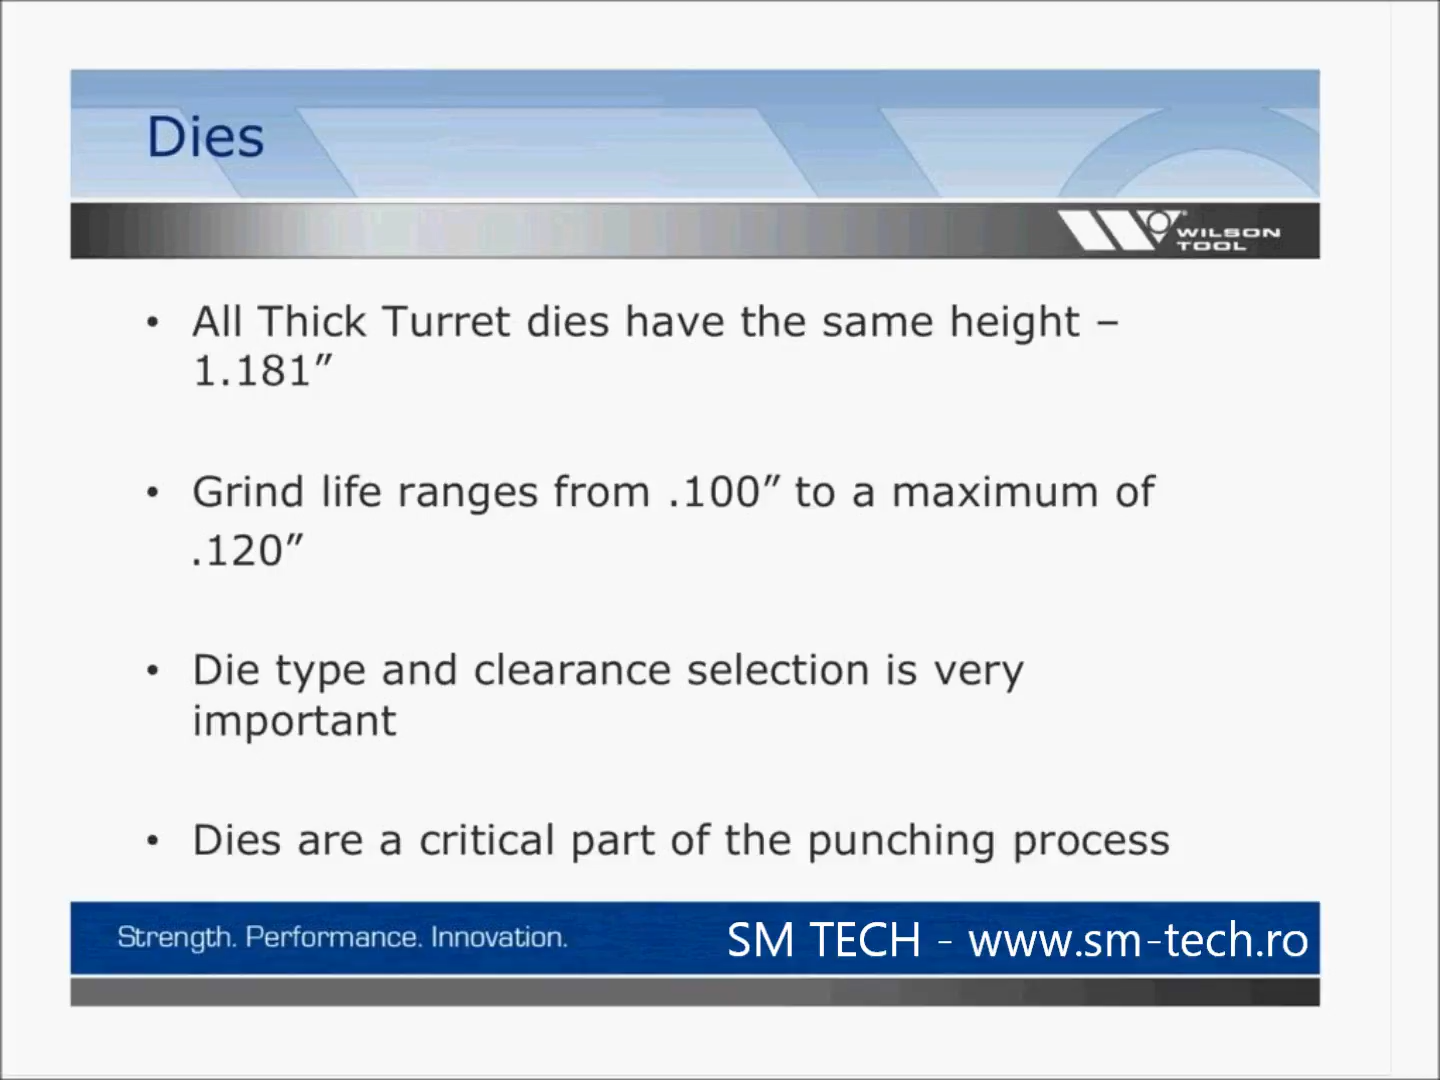 Dies
WILSON
TOOL
• All Thick Turret dies have the same height –
1.181”
• Grind life ranges from .100” to a maximum of
.120”
• Die type and clearance selection is very
important
• Dies are a critical part of the punching process
Strength. Performance. Innovation.
SM TECH - www.sm-tech.ro